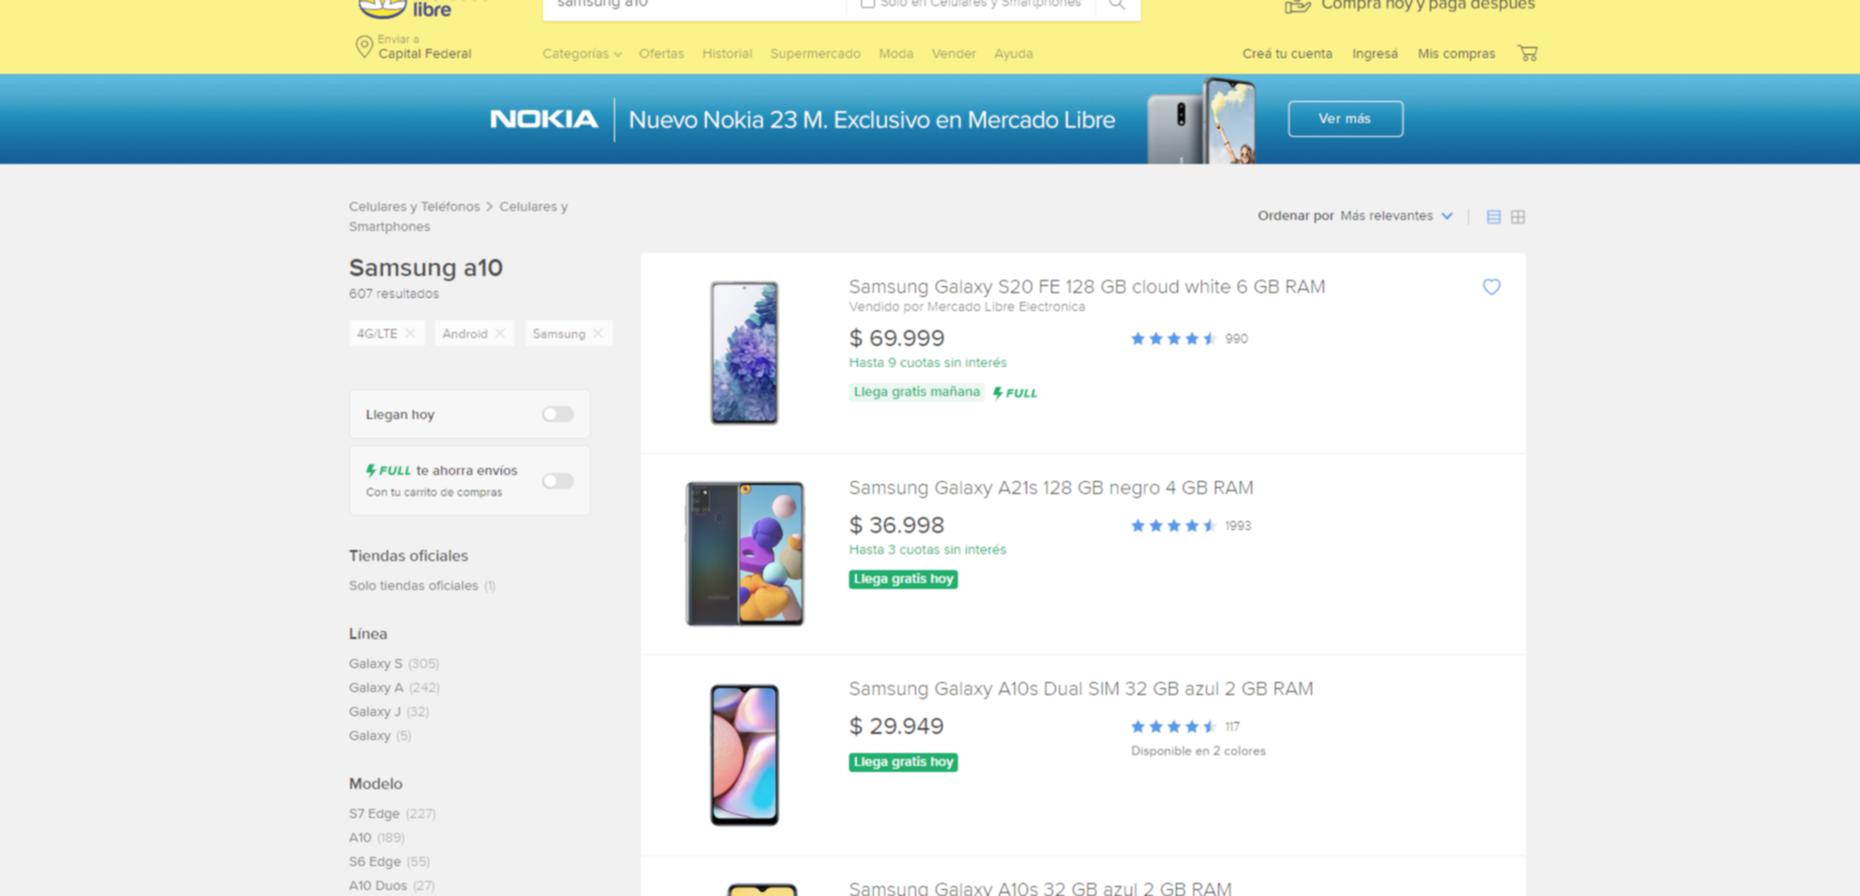 libre
samsung a10
Solo en Celulares y Smartphones
Compra hoy y paga después
Enviar a
Capital Federal
Categorías
Ofertas
Historial
Supermercado
Moda
Vender
Ayuda
Creá tu cuenta
Ingresá
Mis compras
NOKIA
Nuevo Nokia 23 M. Exclusivo en Mercado Libre
Ver más
Celulares y Teléfonos > Celulares y
Smartphones
Ordenar por Más relevantes
Samsung a10
607 resultados
4G/LTE
Android
Samsung
Llegan hoy
FULL te ahorra envíos
Con tu carrito de compras
Tiendas oficiales
Solo tiendas oficiales (1)
Línea
Galaxy S (305)
Galaxy A (242)
Galaxy J (32)
Galaxy (5)
Modelo
S7 Edge (227)
A10 (189)
S6 Edge (55)
A10 Duos (27)
Samsung Galaxy S20 FE 128 GB cloud white 6 GB RAM
Vendido por Mercado Libre Electronica
$ 69.999
990
Hasta 9 cuotas sin interés
Llega gratis mañana
FULL
Samsung Galaxy A21s 128 GB negro 4 GB RAM
$ 36.998
1993
Hasta 3 cuotas sin interés
Llega gratis hoy
Samsung Galaxy A10s Dual SIM 32 GB azul 2 GB RAM
$ 29.949
117
Disponible en 2 colores
Llega gratis hoy
Samsung Galaxy A10s 32 GB azul 2 GB RAM